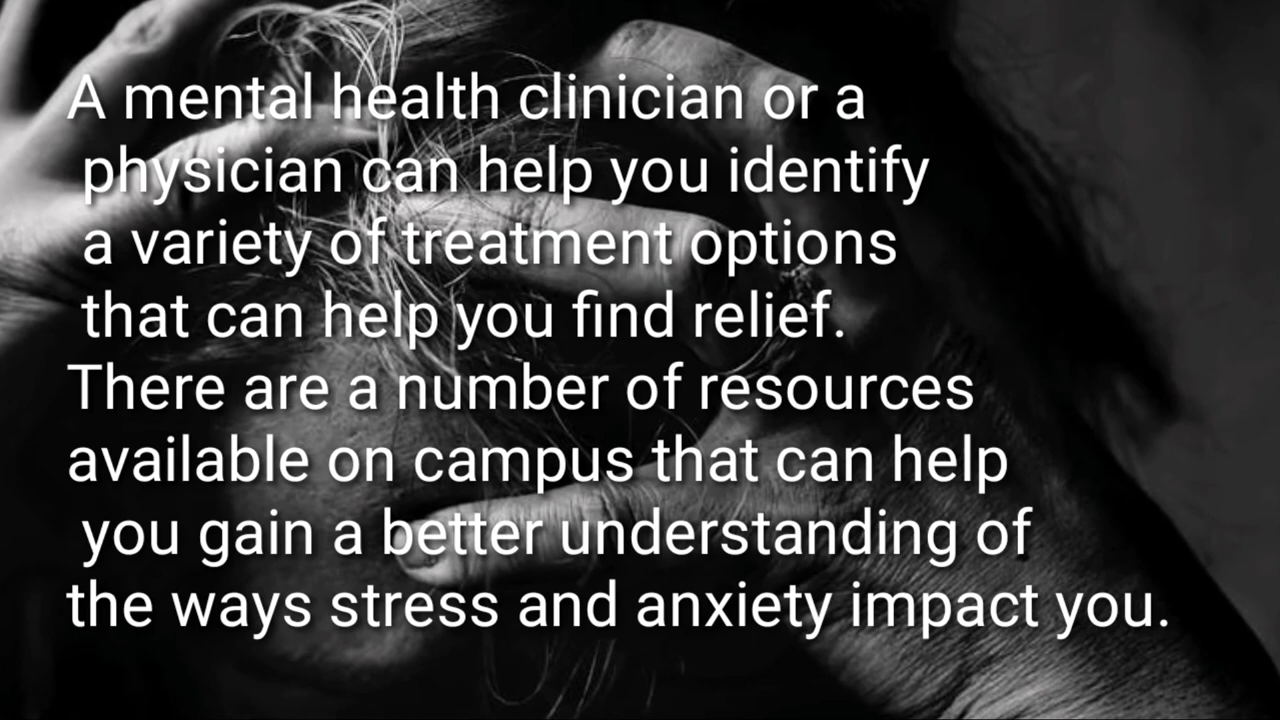 A mental health clinician or a
physician can help you identify
a variety of treatment options
that can help you find relief.
There are a number of resources
available on campus that can help
you gain a better understanding of
the ways stress and anxiety impact you.